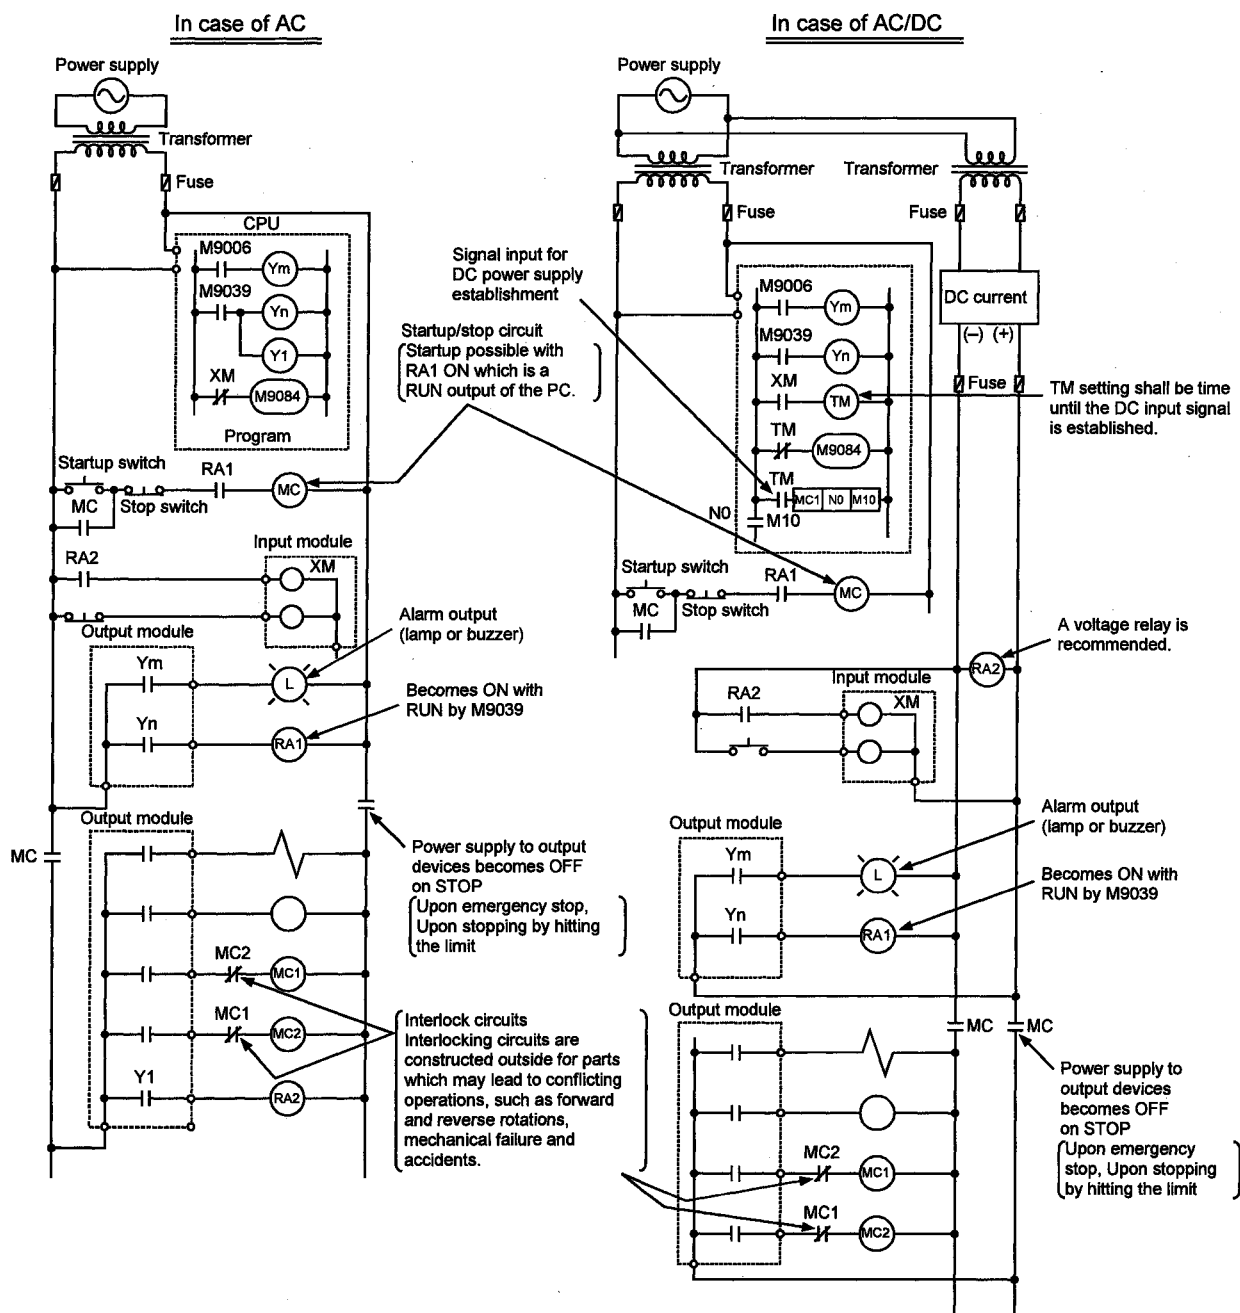 In case of AC
Power supply
Transformer
Fuse
CPU
M9006
Ym
M9039
Yn
Y1
XM
M9084
Program
Startup switch
RA1
MC
MC
Stop switch
RA2
Input module
XM
Output module
Ym
L
Yn
RA1
Alarm output
(lamp or buzzer)
Becomes ON with
RUN by M9039
Output module
MC
Power supply to output
devices becomes OFF
on STOP
Upon emergency stop,
Upon stopping by hitting
the limit
MC2
MC1
MC1
MC2
Y1
RA2
Interlock circuits
Interlocking circuits are
constructed outside for parts
which may lead to conflicting
operations, such as forward
and reverse rotations,
mechanical failure and
accidents.
Startup/stop circuit
Startup possible with
RA1 ON which is a
RUN output of the PC.
Signal input for
DC power supply
establishment
In case of AC/DC
Power supply
Transformer
Transformer
Fuse
Fuse
M9006
Ym
M9039
Yn
XM
TM
TM
M9084
TM
MC1 N0 M10
N0
M10
DC current
(–) (+)
Fuse
TM setting shall be time
until the DC input signal
is established.
Startup switch
RA1
MC
MC
Stop switch
A voltage relay is
recommended.
RA2
Input module
RA2
XM
Output module
Ym
L
Yn
RA1
Alarm output
(lamp or buzzer)
Becomes ON with
RUN by M9039
Output module
MC
MC
Power supply to
output devices
becomes OFF
on STOP
Upon emergency
stop, Upon stopping
by hitting the limit
MC2
MC1
MC1
MC2